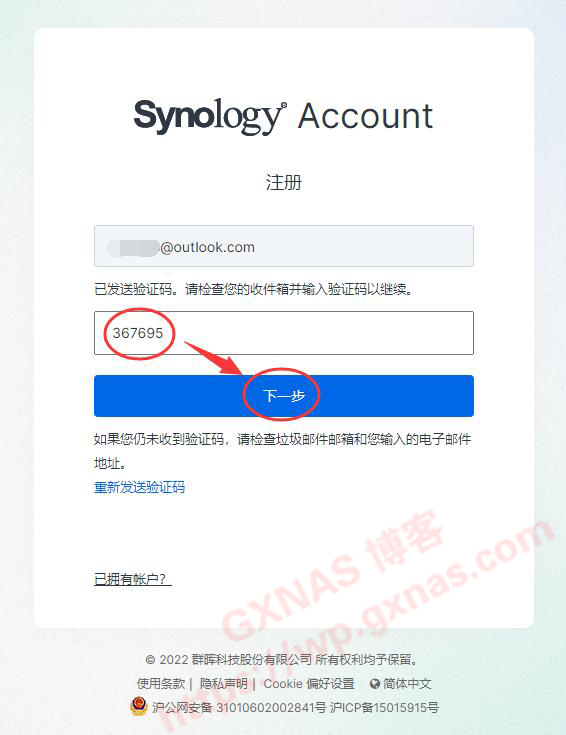 Synology® Account
注册
@outlook.com
已发送验证码。请检查您的收件箱并输入验证码以继续。
367695
下一步
如果您仍未收到验证码，请检查垃圾邮件邮箱和您输入的电子邮件
地址。
重新发送验证码
已拥有帐户？
GXNAS 博客
https://wp.gxnas.com
© 2022 群晖科技股份有限公司 所有权利均予保留。
使用条款 | 隐私声明 | Cookie 偏好设置 简体中文
沪公网安备 31010602002841号 沪ICP备15015915号